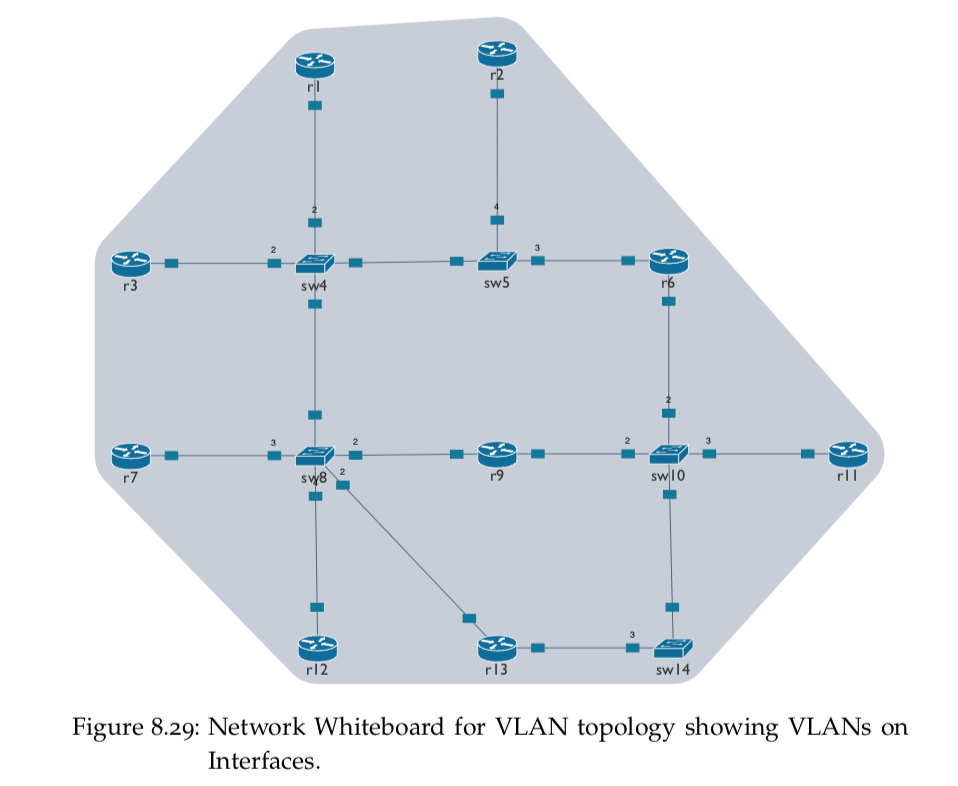 r1
r2
2
4
2
3
r3
sw4
sw5
r6
2
3
2
2
3
r7
sw8
2
r9
sw10
r11
3
r12
r13
sw14
Figure 8.29: Network Whiteboard for VLAN topology showing VLANs on
Interfaces.